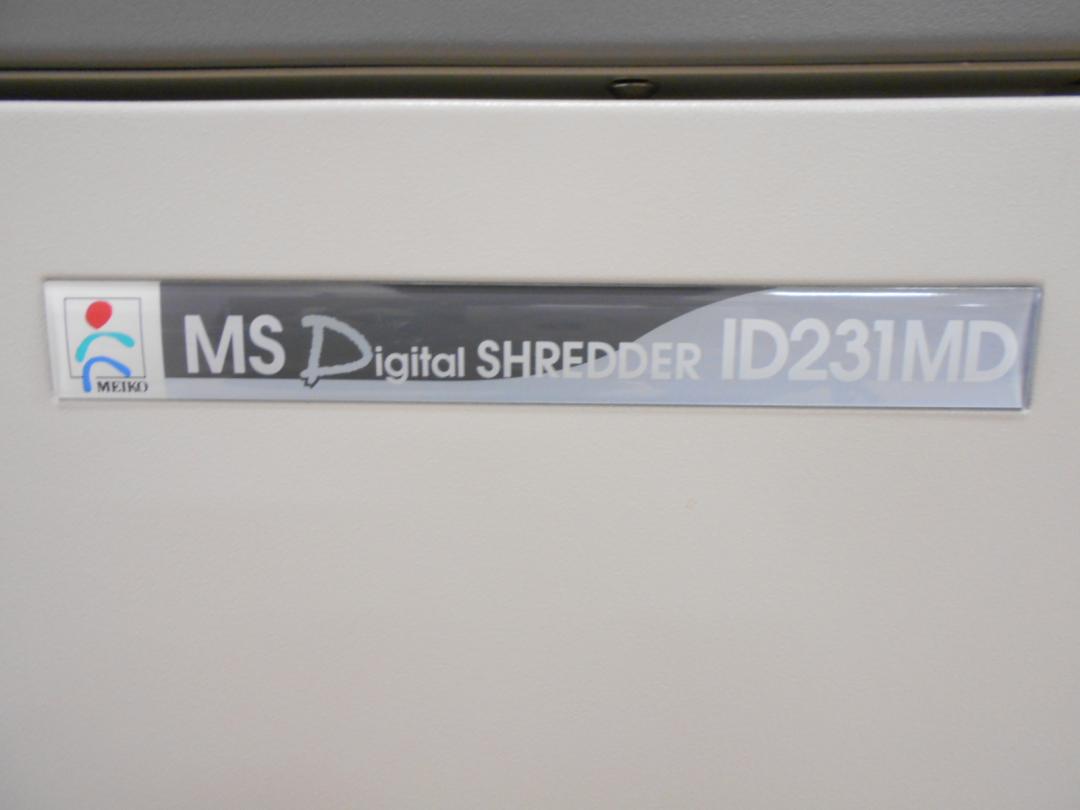 MEIKO
MS Digital SHREDDER ID231MD